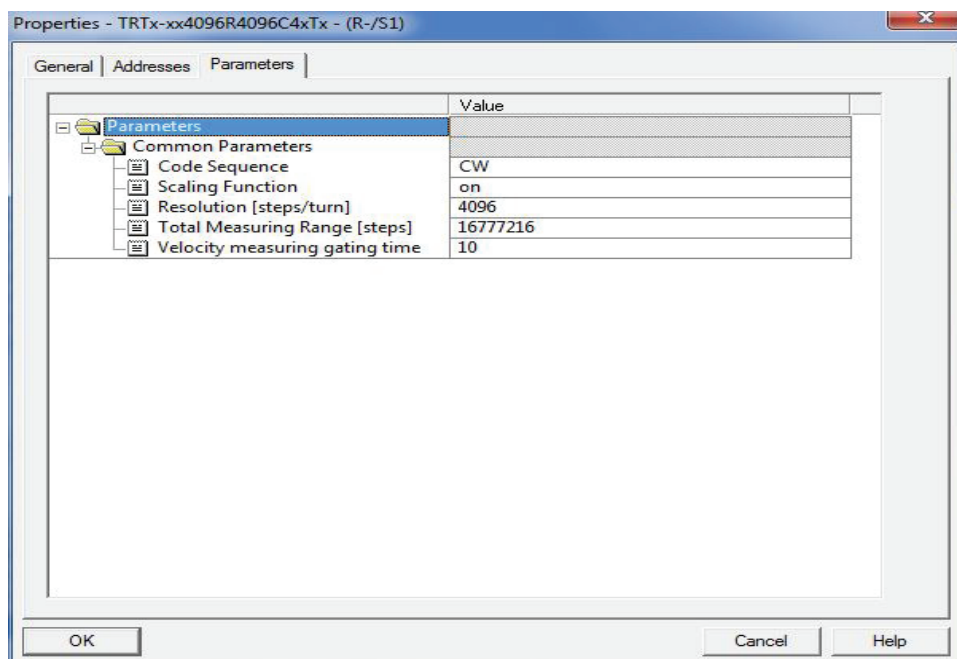 Properties - TRTx-xx4096R4096C4xTx - (R-/S1)
General Addresses Parameters
Value
Parameters
Common Parameters
Code Sequence CW
Scaling Function on
Resolution [steps/turn] 4096
Total Measuring Range [steps] 16777216
Velocity measuring gating time 10
OK Cancel Help